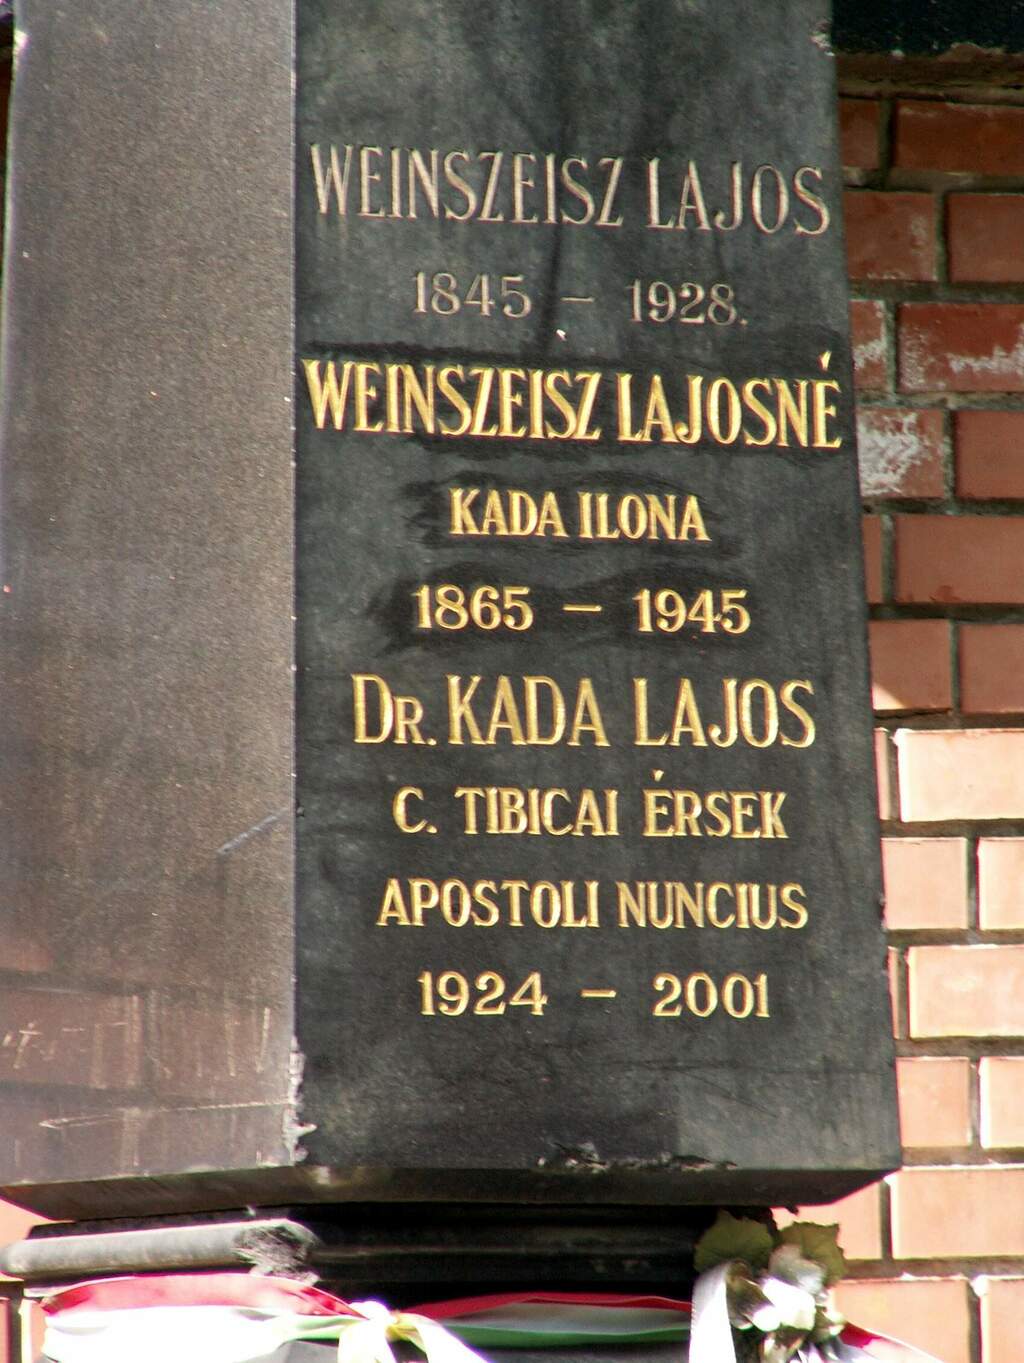 WEINSZEISZ LAJOS
1845 – 1928.
WEINSZEISZ LAJOSNÉ
KADA ILONA
1865 – 1945
DR. KADA LAJOS
C. TIBICAI ÉRSEK
APOSTOLI NUNCIUS
1924 – 2001